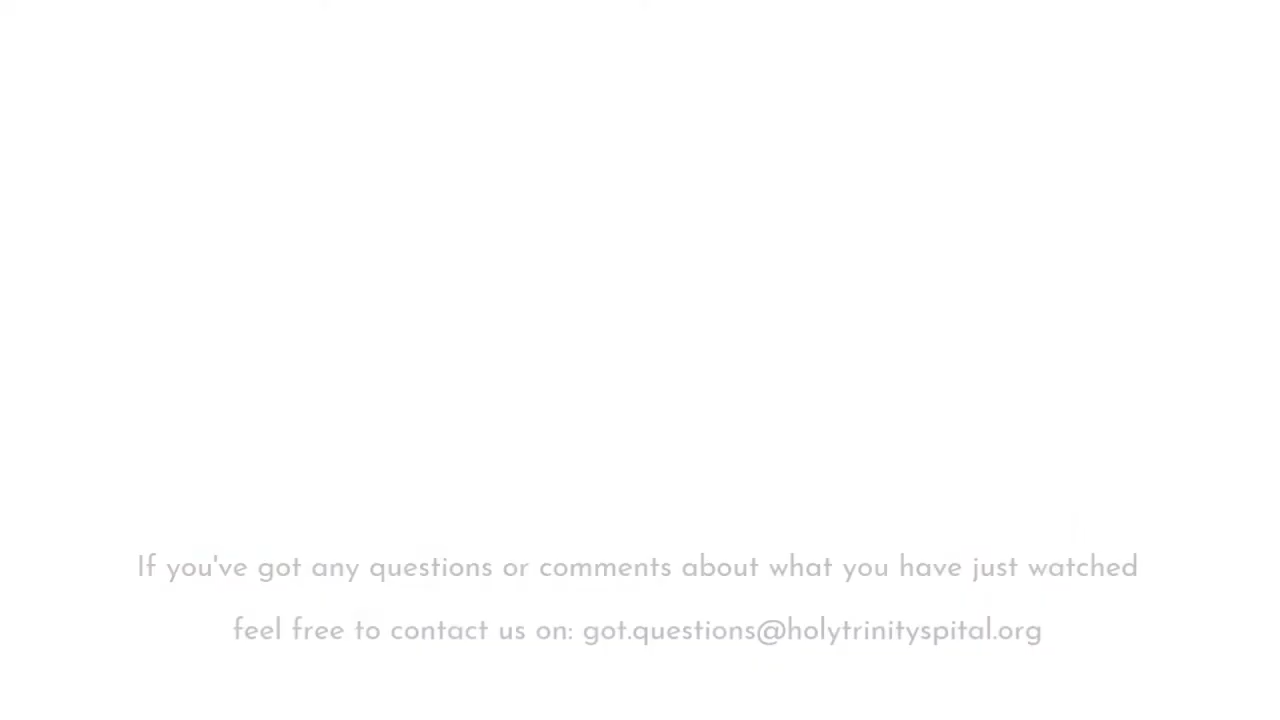 If you've got any questions or comments about what you have just watched
feel free to contact us on: got.questions@holytrinityspital.org